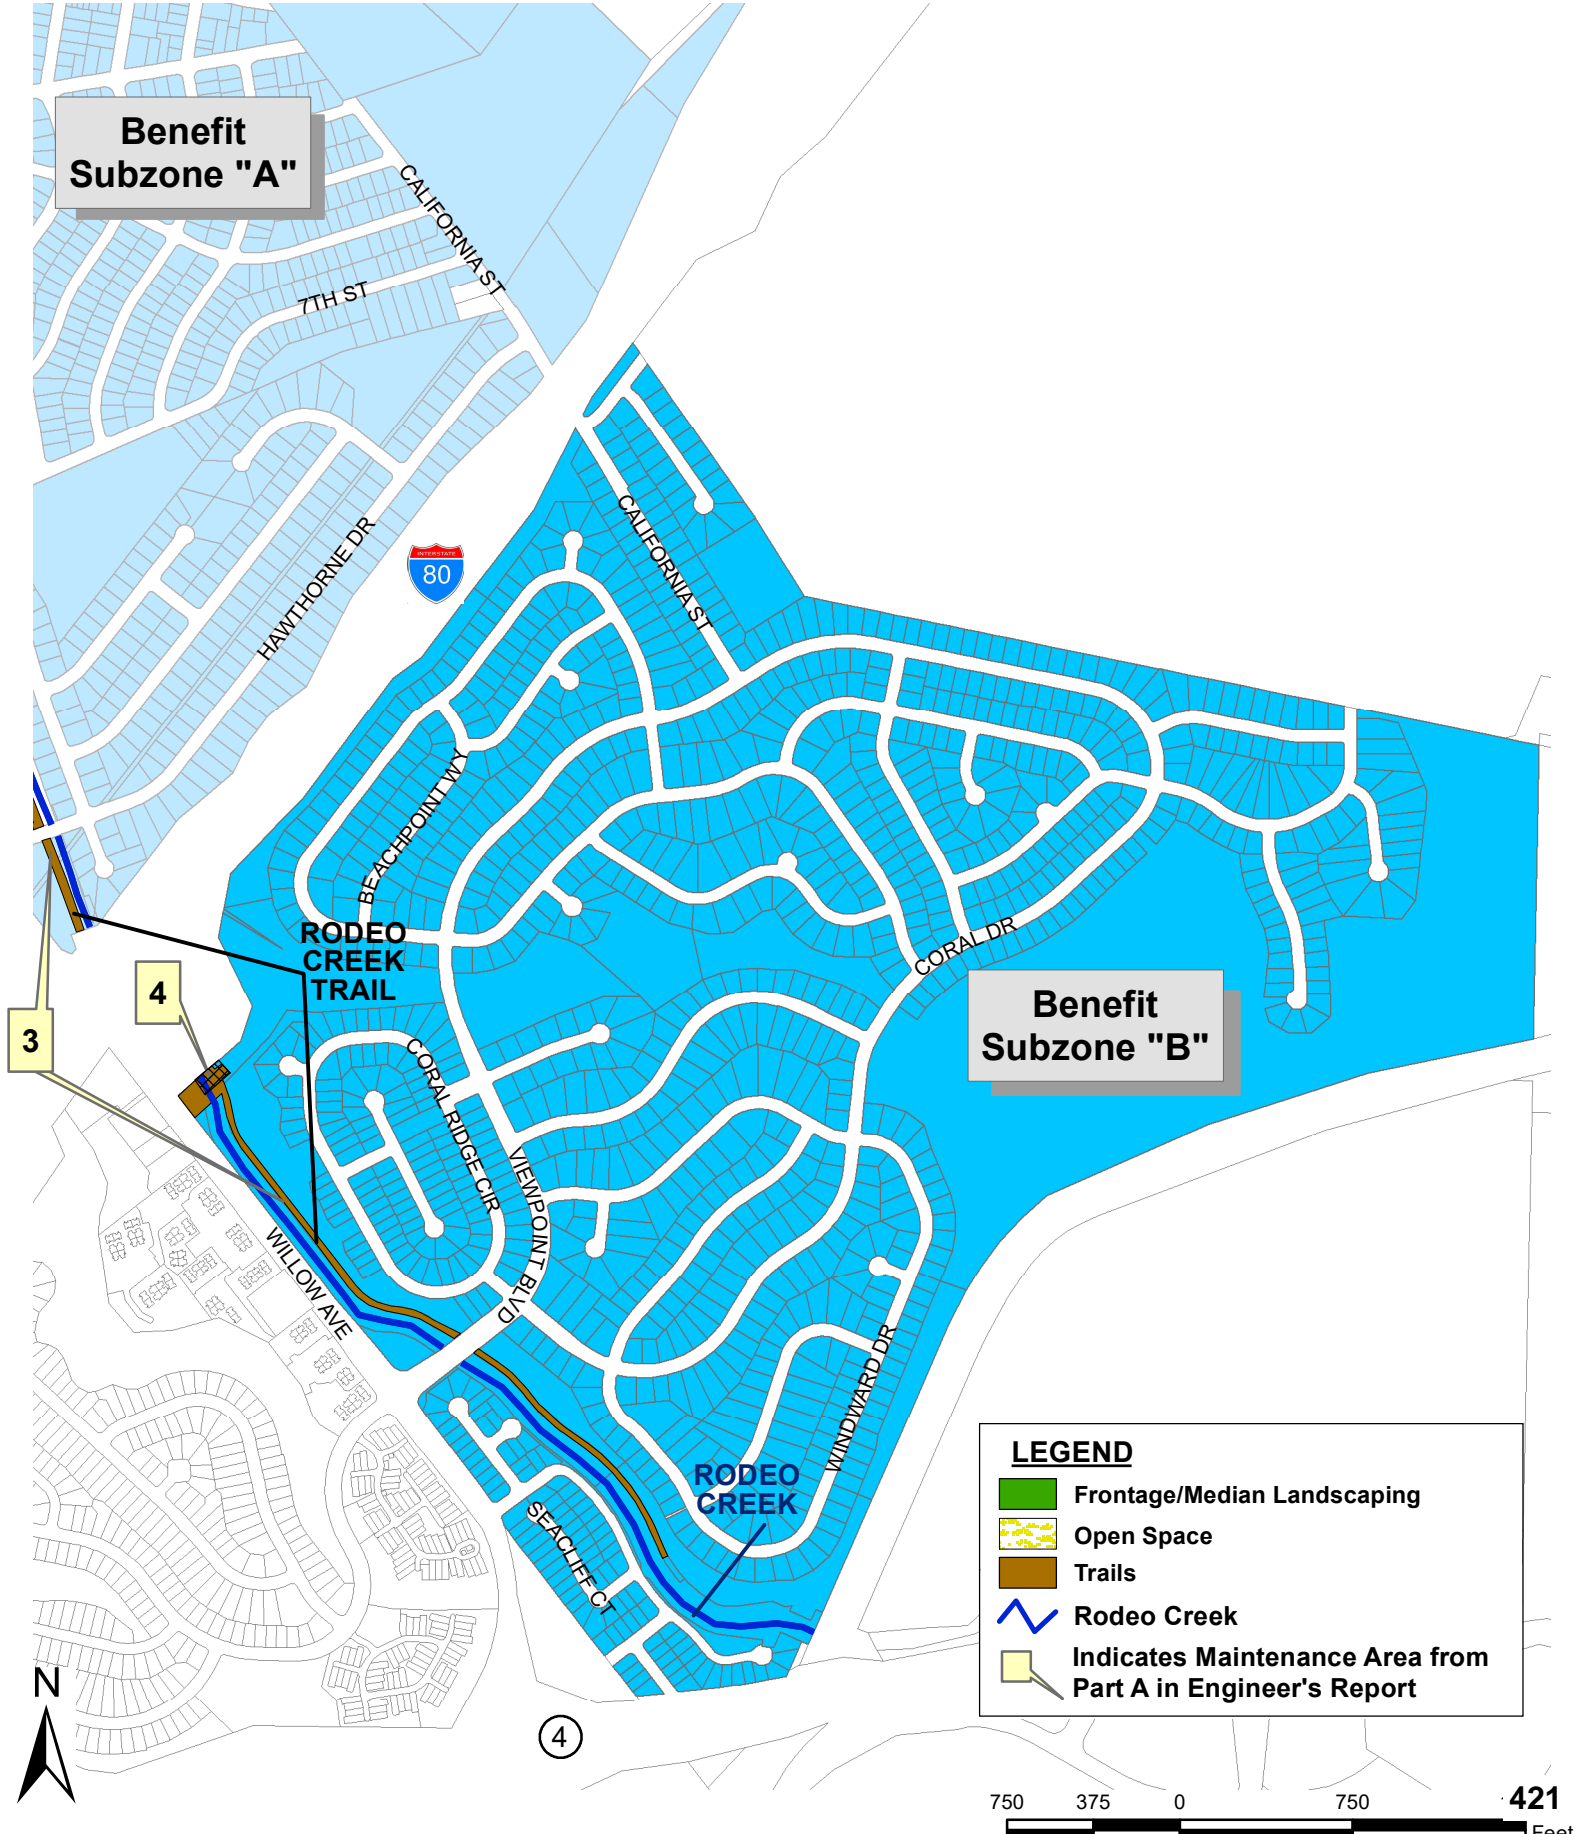 Benefit
Subzone "A"
CALIFORNIA ST
7TH ST
HAWTHORNE DR
INTERSTATE
80
CALIFORNIA ST
BEACHPOINT WY
RODEO
CREEK
TRAIL
CORAL DR
4
3
Benefit
Subzone "B"
CORAL RIDGE CIR
VIEWPOINT BLVD
WILLOW AVE
WINDWARD DR
RODEO
CREEK
SEACLIFF CT
LEGEND
Frontage/Median Landscaping
Open Space
Trails
Rodeo Creek
Indicates Maintenance Area from
Part A in Engineer's Report
N
4
750 375 0 750 421
Feet